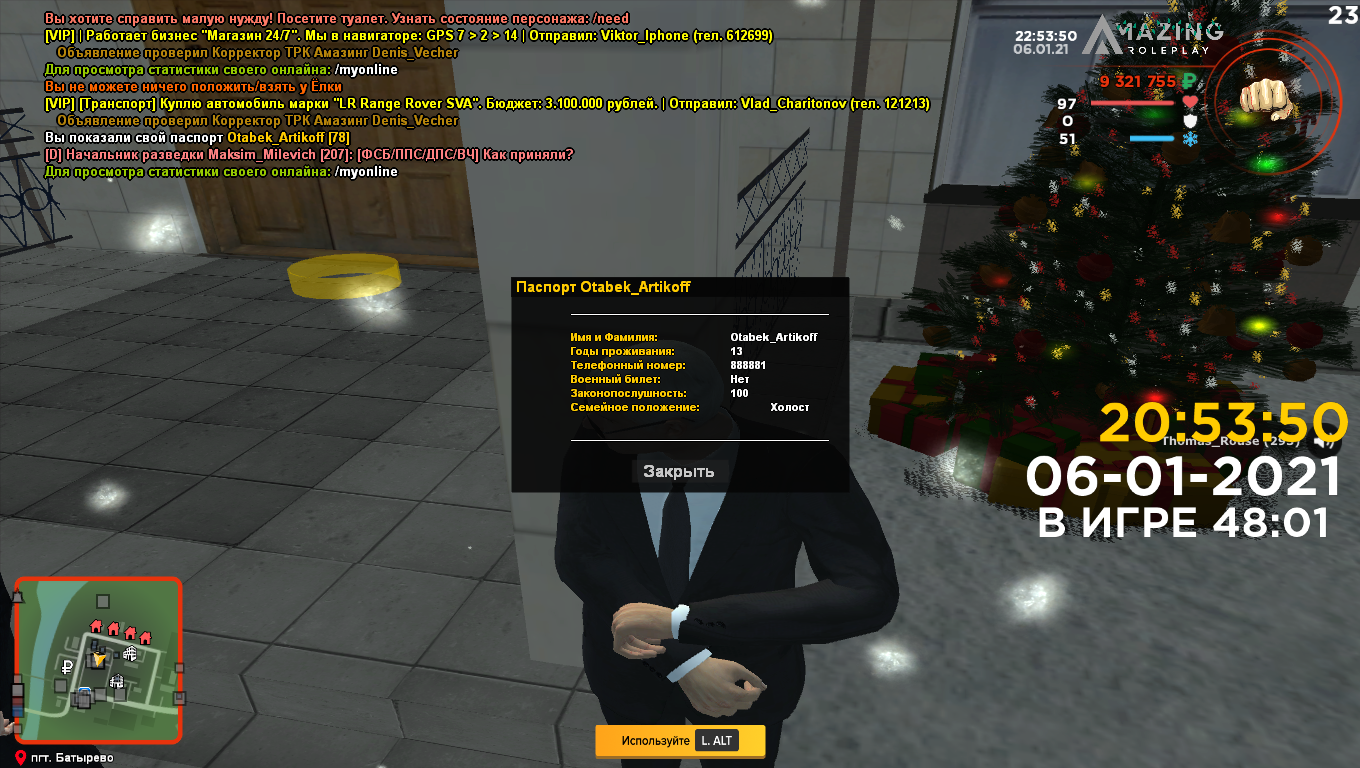 Вы хотите справить малую нужду! Посетите туалет. Узнать состояние персонажа: /need
[VIP] | Работает бизнес "Магазин 24/7". Мы в навигаторе: GPS 7 > 2 > 14 | Отправил: Viktor_Iphone (тел. 612699)
Объявление проверил Корректор ТРК Амазинг Denis_Vecher
Для просмотра статистики своего онлайна: /myonline
Вы не можете ничего положить/взять у Ёлки
[VIP] [Транспорт] Куплю автомобиль марки "LR Range Rover SVA". Бюджет: 3.100.000 рублей. | Отправил: Vlad_Charitonov (тел. 121213)
Объявление проверил Корректор ТРК Амазинг Denis_Vecher
Вы показали свой паспорт Otabek_Artikoff [78]
[D] Начальник разведки Maksim_Milevich [207]: [ФСБ/ППС/ДПС/ВЧ] Как приняли?
Для просмотра статистики своего онлайна: /myonline
23
22:53:50
06.01.21
AMAZING
ROLEPLAY
9 321 755 ₽
97
0
51
Паспорт Otabek_Artikoff
Имя и Фамилия: Otabek_Artikoff
Годы проживания: 13
Телефонный номер: 888881
Военный билет: Нет
Законопослушность: 100
Семейное положение: Холост
Закрыть
20:53:50
Thomas_Rouse (293)
06-01-2021
В ИГРЕ 48:01
₽
Используйте L. ALT
пгт. Батырево